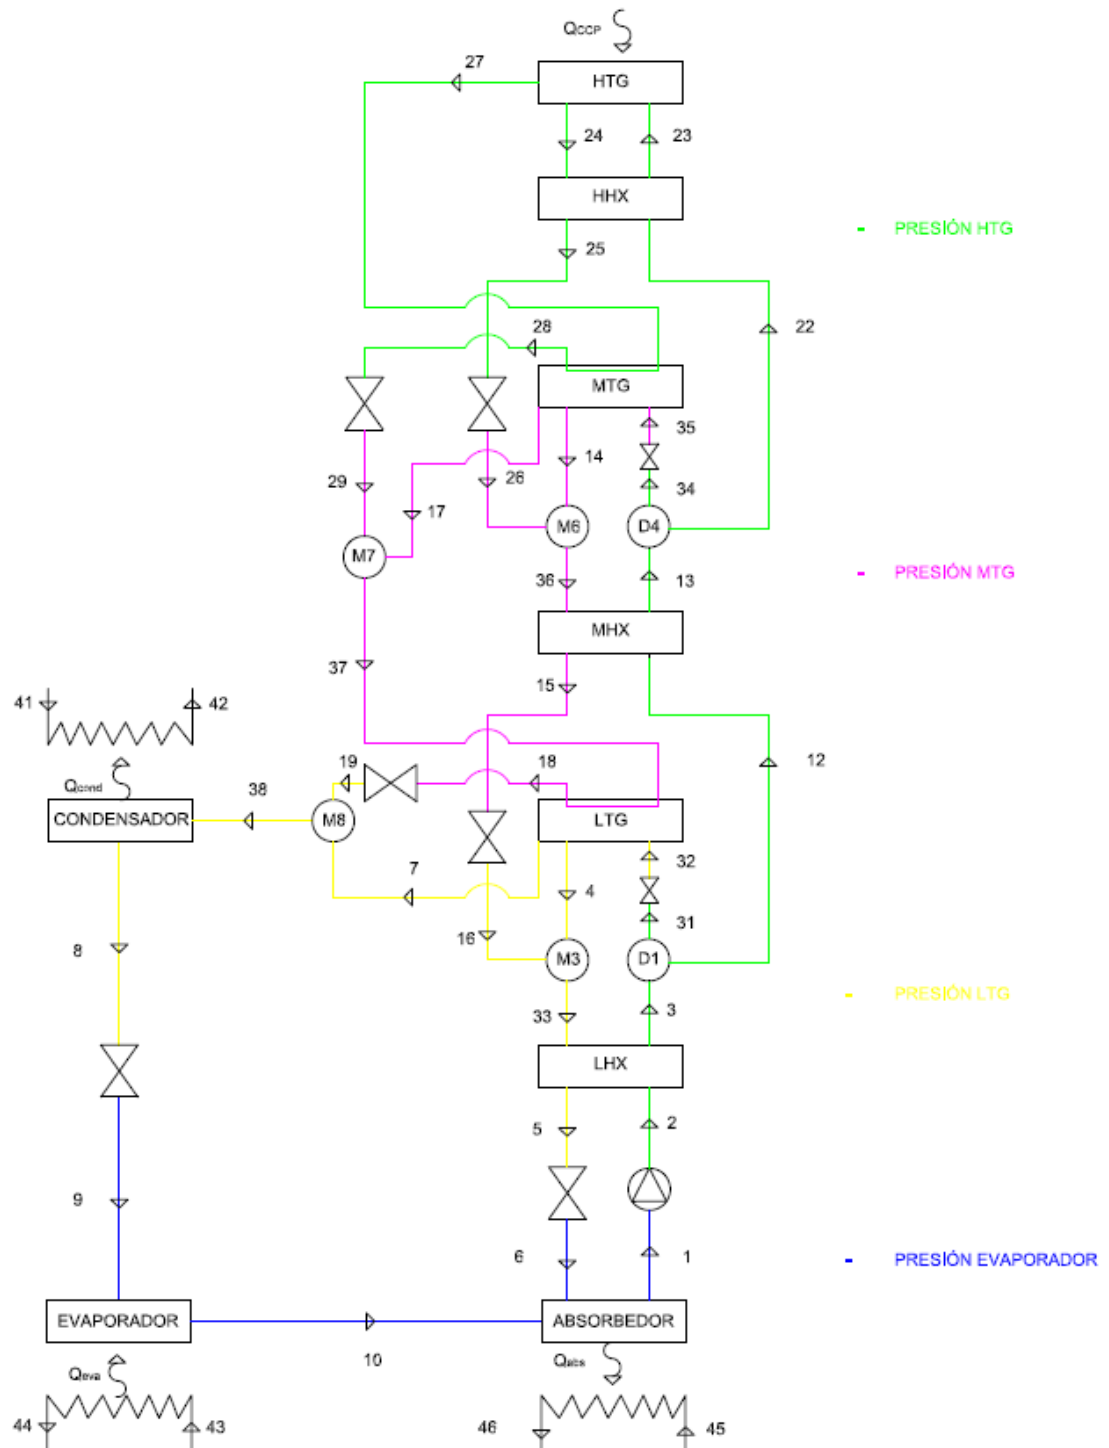 Qccp
27
HTG
24
23
HHX
PRESIÓN HTG
25
28
22
MTG
35
14
29
26
34
17
M6
D4
M7
PRESIÓN MTG
36
13
MHX
37
15
41
42
12
19
18
Qcond
38
CONDENSADOR
M8
LTG
32
7
4
31
8
16
M3
D1
PRESIÓN LTG
33
3
LHX
5
2
9
6
1
PRESIÓN EVAPORADOR
EVAPORADOR
ABSORBEDOR
10
Qeva
Qabs
44
43
46
45